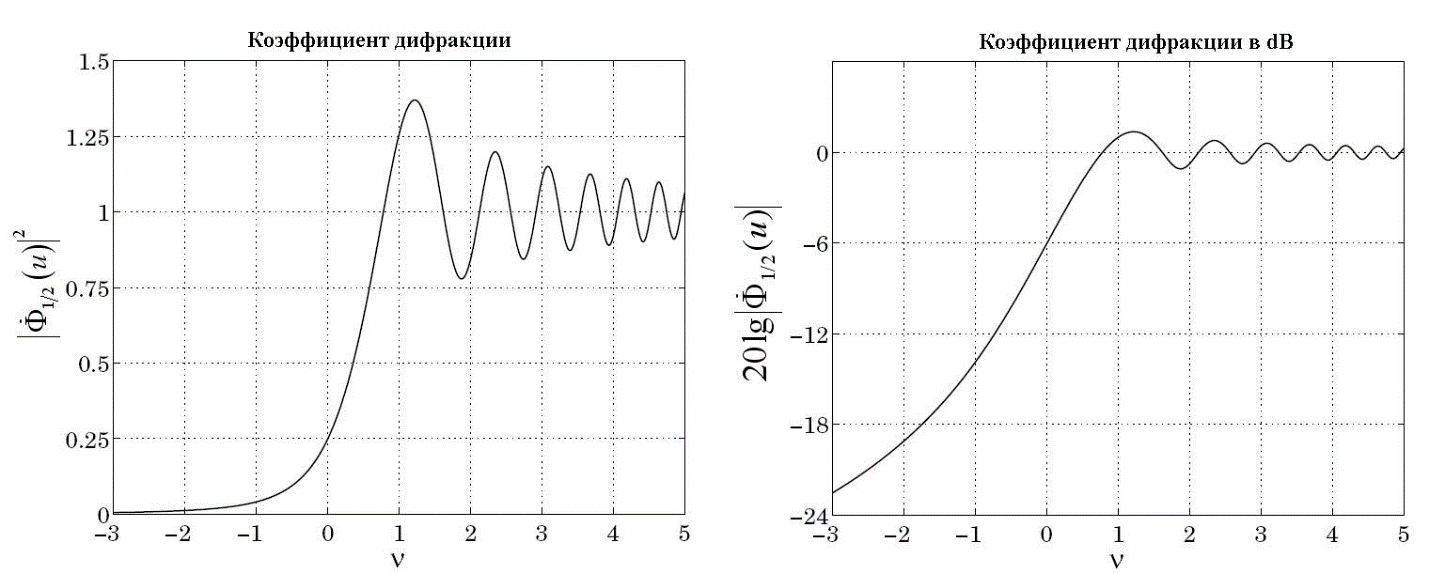 Коэффициент дифракции
1.5
1.25
1
0.75
0.5
0.25
0
−3 −2 −1 0 1 2 3 4 5
ν
|Φ̇1/2(u)|²
Коэффициент дифракции в dB
0
−6
−12
−18
−24
−3 −2 −1 0 1 2 3 4 5
ν
20lg|Φ̇1/2(u)|